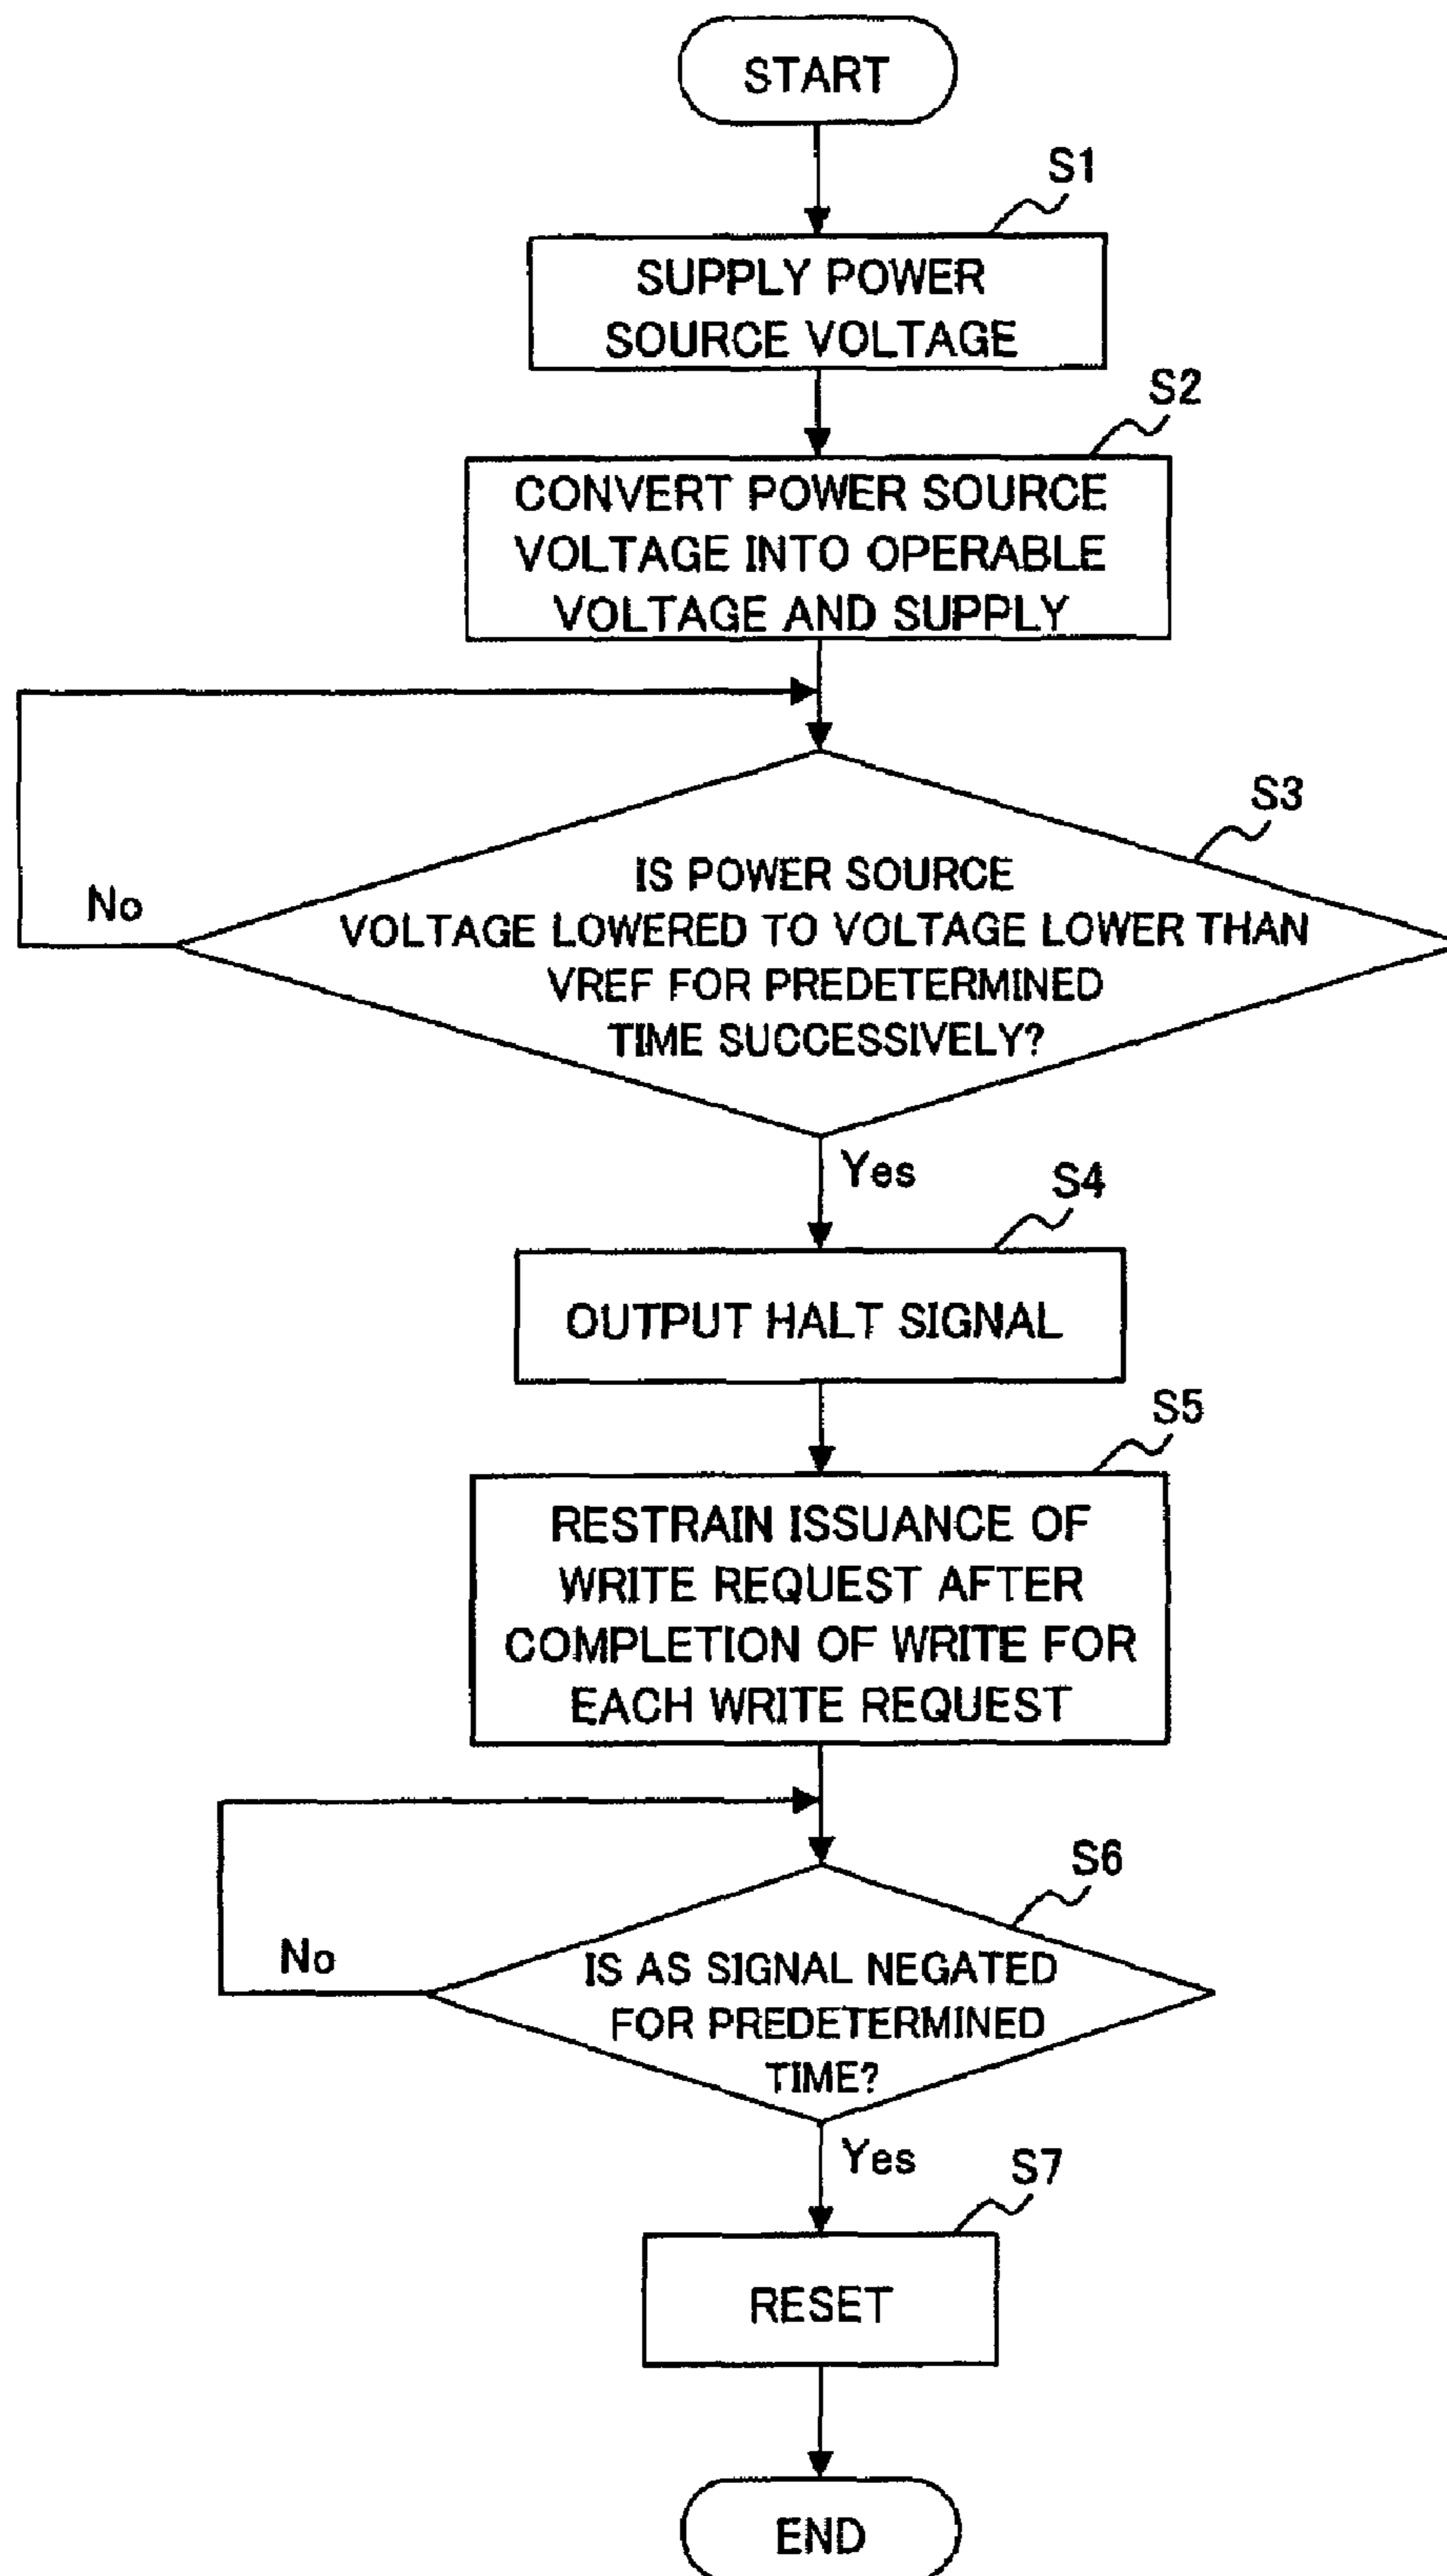 START
S1
SUPPLY POWER
SOURCE VOLTAGE
S2
CONVERT POWER SOURCE
VOLTAGE INTO OPERABLE
VOLTAGE AND SUPPLY
S3
IS POWER SOURCE
VOLTAGE LOWERED TO VOLTAGE LOWER THAN
VREF FOR PREDETERMINED
TIME SUCCESSIVELY?
No
Yes
S4
OUTPUT HALT SIGNAL
S5
RESTRAIN ISSUANCE OF
WRITE REQUEST AFTER
COMPLETION OF WRITE FOR
EACH WRITE REQUEST
S6
IS AS SIGNAL NEGATED
FOR PREDETERMINED
TIME?
No
Yes
S7
RESET
END